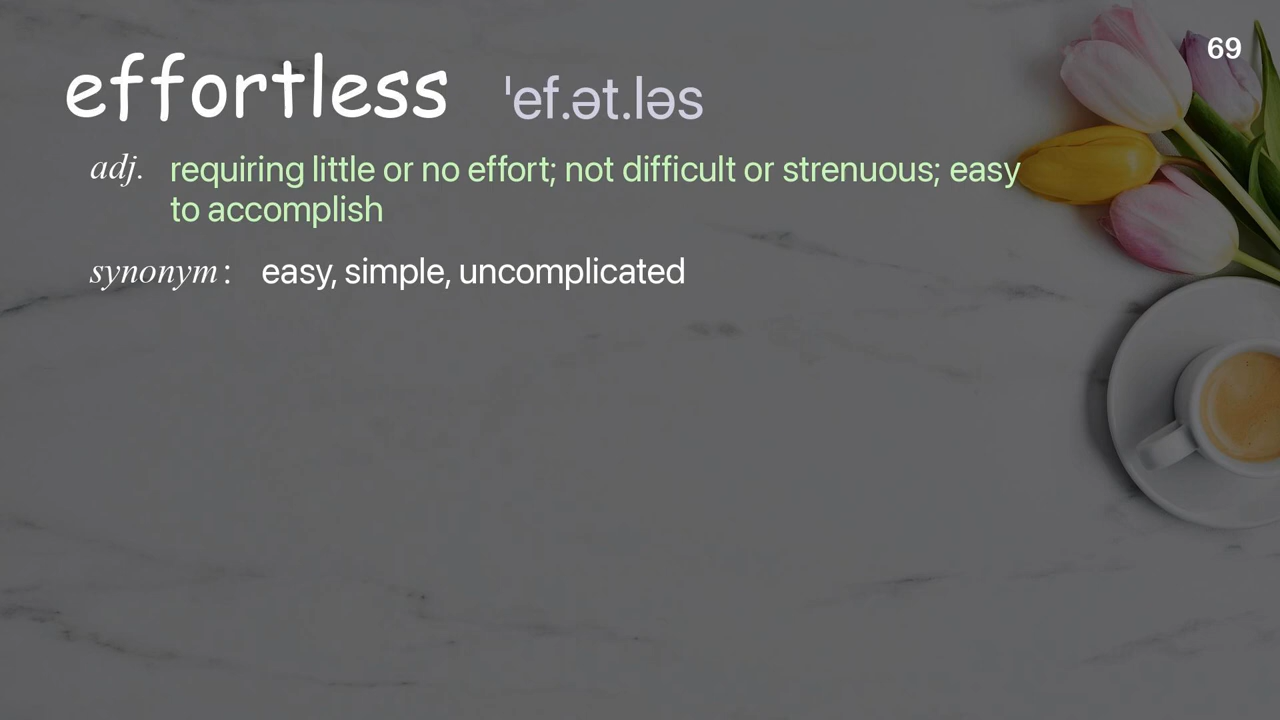 69
effortless ˈef.ət.ləs
adj. requiring little or no effort; not difficult or strenuous; easy
to accomplish
synonym : easy, simple, uncomplicated